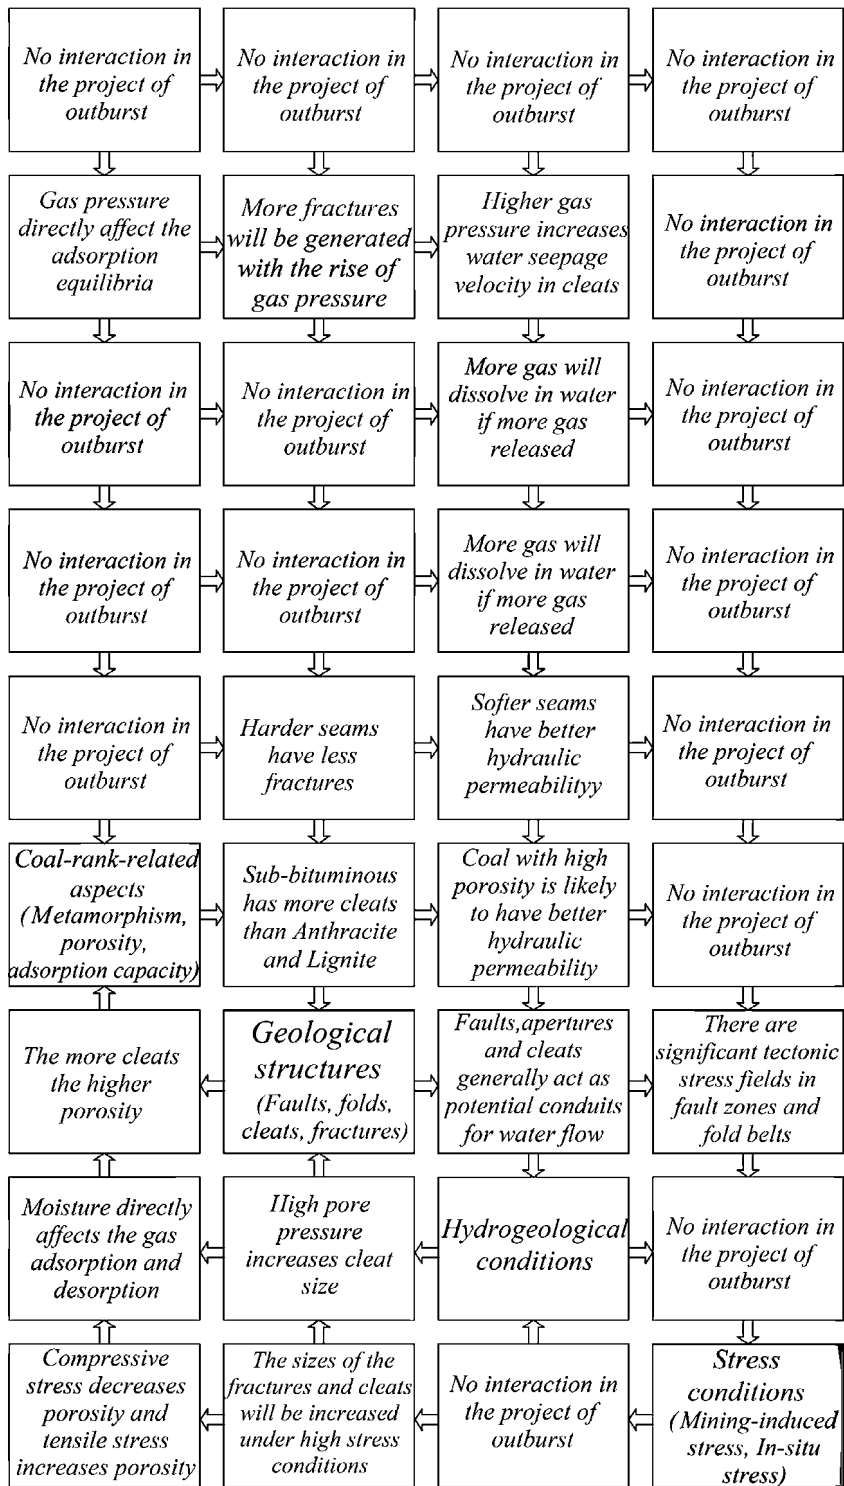 No interaction in
the project of
outburst
No interaction in
the project of
outburst
No interaction in
the project of
outburst
No interaction in
the project of
outburst
Gas pressure
directly affect the
adsorption
equilibria
More fractures
will be generated
with the rise of
gas pressure
Higher gas
pressure increases
water seepage
velocity in cleats
No interaction in
the project of
outburst
No interaction in
the project of
outburst
No interaction in
the project of
outburst
More gas will
dissolve in water
if more gas
released
No interaction in
the project of
outburst
No interaction in
the project of
outburst
No interaction in
the project of
outburst
More gas will
dissolve in water
if more gas
released
No interaction in
the project of
outburst
No interaction in
the project of
outburst
Harder seams
have less
fractures
Softer seams
have better
hydraulic
permeabilityy
No interaction in
the project of
outburst
Coal-rank-related
aspects
(Metamorphism,
porosity,
adsorption capacity)
Sub-bituminous
has more cleats
than Anthracite
and Lignite
Coal with high
porosity is likely
to have better
hydraulic
permeability
No interaction in
the project of
outburst
The more cleats
the higher
porosity
Geological
structures
(Faults, folds,
cleats, fractures)
Faults,apertures
and cleats
generally act as
potential conduits
for water flow
There are
significant tectonic
stress fields in
fault zones and
fold belts
Moisture directly
affects the gas
adsorption and
desorption
High pore
pressure
increases cleat
size
Hydrogeological
conditions
No interaction in
the project of
outburst
Compressive
stress decreases
porosity and
tensile stress
increases porosity
The sizes of the
fractures and cleats
will be increased
under high stress
conditions
No interaction in
the project of
outburst
Stress
conditions
(Mining-induced
stress, In-situ
stress)